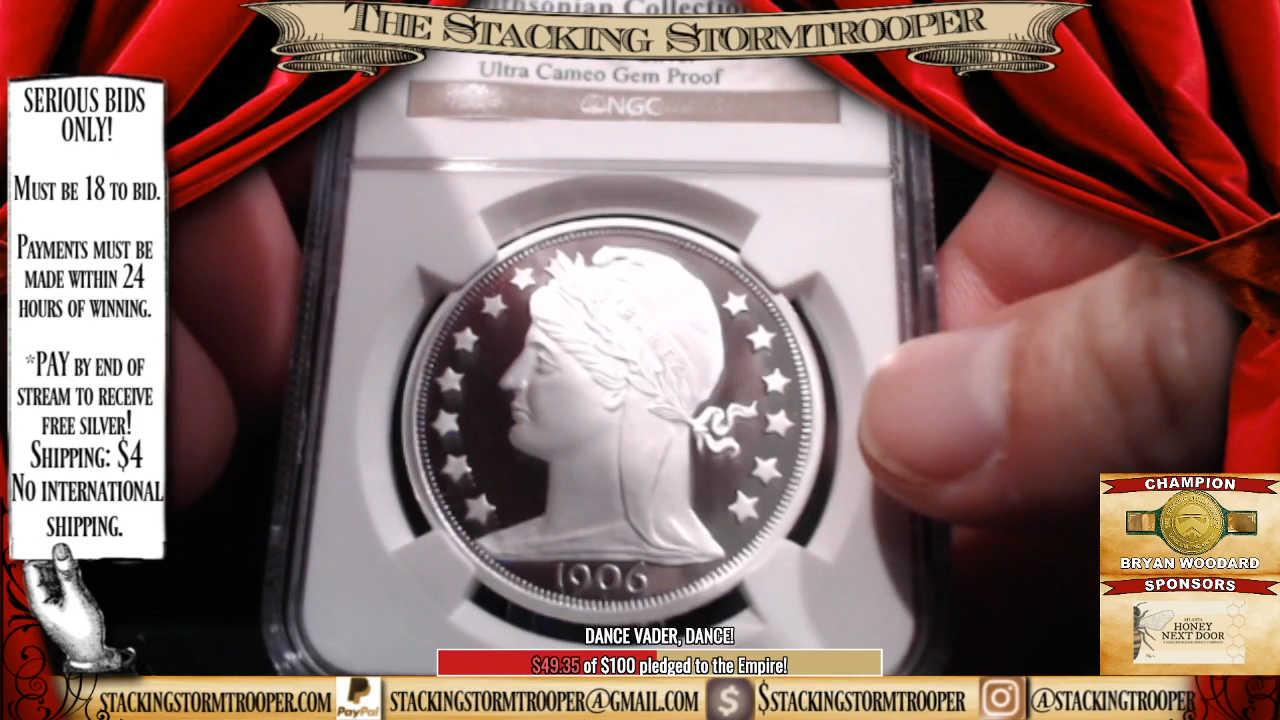 THE STACKING STORMTROOPER
Ultra Cameo Gem Proof
NGC
SERIOUS BIDS
ONLY!
MUST BE 18 TO BID.
PAYMENTS MUST BE
MADE WITHIN 24
HOURS OF WINNING.
*PAY BY END OF
STREAM TO RECEIVE
FREE SILVER!
SHIPPING: $4
NO INTERNATIONAL
SHIPPING.
1906
CHAMPION
BRYAN WOODARD
SPONSORS
ATLANTA
HONEY
NEXT DOOR
DANCE VADER, DANCE!
$49.35 of $100 pledged to the Empire!
STACKINGSTORMTROOPER.COM
PayPal
STACKINGSTORMTROOPER@GMAIL.COM
$
$STACKINGSTORMTROOPER
@STACKINGTROOPER